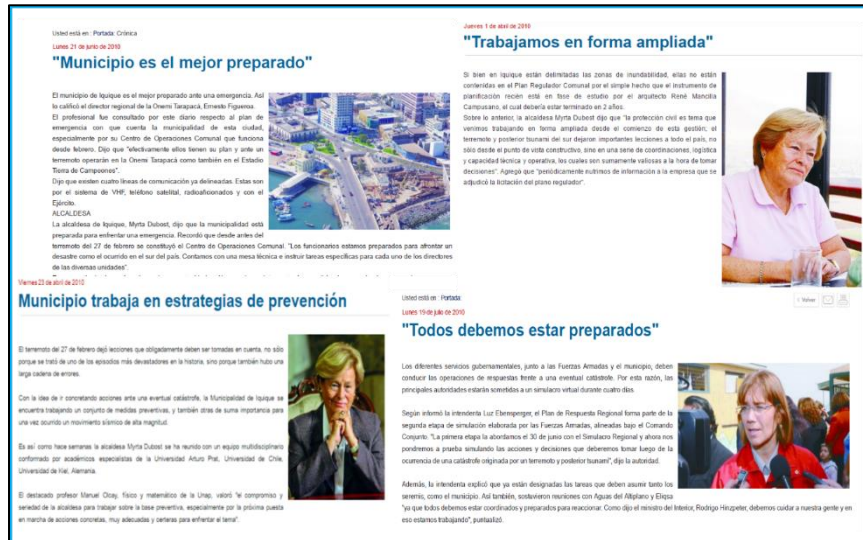 Usted está en : Portada: Crónica
Lunes 21 de junio de 2010
"Municipio es el mejor preparado"
El municipio de Iquique es el mejor preparado ante una emergencia. Así
lo calificó el director regional de la Onemi Tarapacá, Ernesto Figueroa.
El profesional fue consultado por este diario respecto al plan de
emergencia con que cuenta la municipalidad de esta ciudad,
especialmente por su Centro de Operaciones Comunal que funciona
desde febrero. Dijo que "efectivamente ellos tienen su plan y ante un
terremoto operarán en la Onemi Tarapacá como también en el Estadio
Tierra de Campeones".
Dijo que existen cuatro líneas de comunicación ya delineadas. Estas son
por el sistema de VHF, teléfono satelital, radioaficionados y con el
Ejército.
ALCALDESA
La alcaldesa de Iquique, Myrta Dubost, dijo que la municipalidad está
preparada para enfrentar una emergencia. Recordó que desde antes del
terremoto del 27 de febrero se constituyó el Centro de Operaciones Comunal. "Los funcionarios estamos preparados para afrontar un
desastre como el ocurrido en el sur del país. Contamos con una mesa técnica e instruir tareas específicas para cada uno de los directores
de las diversas unidades".
Jueves 1 de abril de 2010
"Trabajamos en forma ampliada"
Si bien en Iquique están delimitadas las zonas de inundabilidad, ellas no están
contenidas en el Plan Regulador Comunal por el simple hecho que el instrumento de
planificación recién está en fase de estudio por el arquitecto René Mancilla
Campusano, el cual debería estar terminado en 2 años.
Sobre lo anterior, la alcaldesa Myrta Dubost dijo que "la protección civil es tema que
venimos trabajando en forma ampliada desde el comienzo de esta gestión; el
terremoto y posterior tsunami del sur dejaron importantes lecciones a todo el país, no
sólo desde el punto de vista constructivo, sino en una serie de coordinaciones, logística
y capacidad técnica y operativa, los cuales son sumamente valiosas a la hora de tomar
decisiones". Agregó que "periódicamente nutrimos de información a la empresa que se
adjudicó la licitación del plano regulador".
Volver
Viernes 23 de abril de 2010
Municipio trabaja en estrategias de prevención
El terremoto del 27 de febrero dejó lecciones que obligadamente deben ser tomadas en cuenta, no sólo
porque se trató de uno de los episodios más devastadores en la historia, sino porque también hubo una
larga cadena de errores.
Con la idea de ir concretando acciones ante una eventual catástrofe, la Municipalidad de Iquique se
encuentra trabajando un conjunto de medidas preventivas, y también otras de suma importancia para
una vez ocurrido un movimiento sísmico de alta magnitud.
Es así como hace semanas la alcaldesa Myrta Dubost se ha reunido con un equipo multidisciplinario
conformado por académicos especialistas de la Universidad Arturo Prat, Universidad de Chile,
Universidad de Kiel, Alemania.
El destacado profesor Manuel Olcay, físico y matemático de la Unap, valoró "el compromiso y
seriedad de la alcaldesa para trabajar sobre la base preventiva, especialmente por la próxima puesta
en marcha de acciones concretas, muy adecuadas y certeras para enfrentar el tema".
Usted está en : Portada:
Lunes 19 de julio de 2010
"Todos debemos estar preparados"
Los diferentes servicios gubernamentales, junto a las Fuerzas Armadas y el municipio, deben
conducir las operaciones de respuestas frente a una eventual catástrofe. Por esta razón, las
principales autoridades estarán sometidas a un simulacro virtual durante cuatro días.
Según informó la intendenta Luz Ebensperger, el Plan de Respuesta Regional forma parte de la
segunda etapa de simulación elaborada por las Fuerzas Armadas, alineadas bajo el Comando
Conjunto. "La primera etapa la abordamos el 30 de junio con el Simulacro Regional y ahora nos
pondremos a prueba simulando las acciones y decisiones que deberemos tomar luego de la
ocurrencia de una catástrofe originada por un terremoto y posterior tsunami", dijo la autoridad.
Además, la intendenta explicó que ya están designadas las tareas que deben asumir tanto los
seremis, como el municipio. Así también, sostuvieron reuniones con Aguas del Altiplano y Eliqsa
"ya que todos debemos estar coordinados y preparados para reaccionar. Como dijo el ministro del Interior, Rodrigo Hinzpeter, debemos cuidar a nuestra gente y en
eso estamos trabajando", puntualizó.